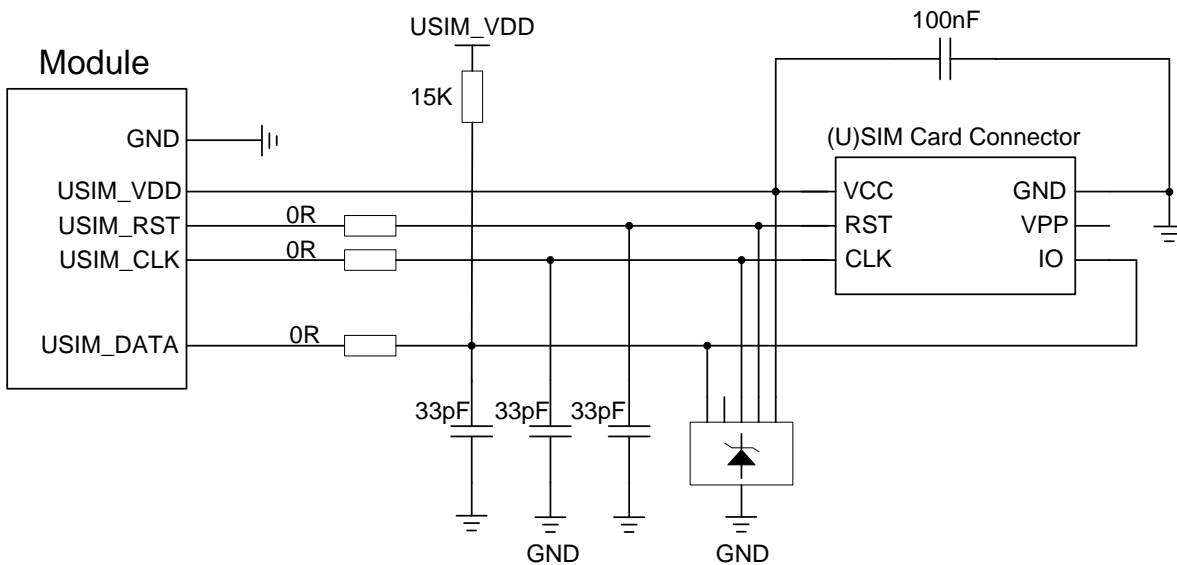 100nF
USIM_VDD
Module
15K
GND
(U)SIM Card Connector
USIM_VDD
VCC
GND
USIM_RST
0R
RST
VPP
USIM_CLK
0R
CLK
IO
USIM_DATA
0R
33pF
33pF
33pF
GND
GND